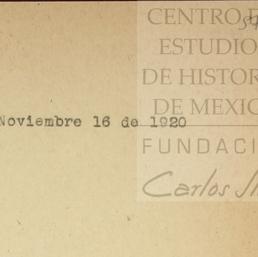 CENTRO
ESTUDIO
DE HISTOR
DE MEXIC
Noviembre 16 de 1920
FUNDACI
Carlos